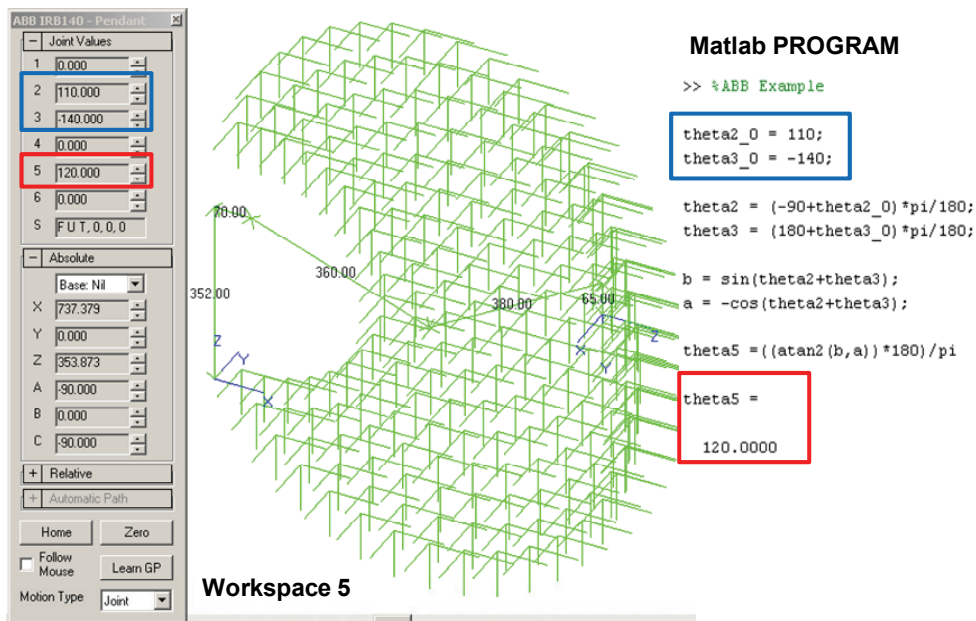 ABB IRB140 - Pendant
− Joint Values
1 0.000
2 110.000
3 -140.000
4 0.000
5 120.000
6 0.000
S F U T, 0, 0, 0
− Absolute
Base: Nil
X 737.379
Y 0.000
Z 353.873
A -90.000
B 0.000
C -90.000
+ Relative
+ Automatic Path
Home Zero
Follow Mouse Learn GP
Motion Type Joint
70.00
360.00
352.00
380.00
65.00
Z
Y
X
Z
X
Y
Workspace 5
Matlab PROGRAM
>> %ABB Example
theta2_0 = 110;
theta3_0 = -140;
theta2 = (-90+theta2_0)*pi/180;
theta3 = (180+theta3_0)*pi/180;
b = sin(theta2+theta3);
a = -cos(theta2+theta3);
theta5 =((atan2(b,a))*180)/pi
theta5 =
120.0000